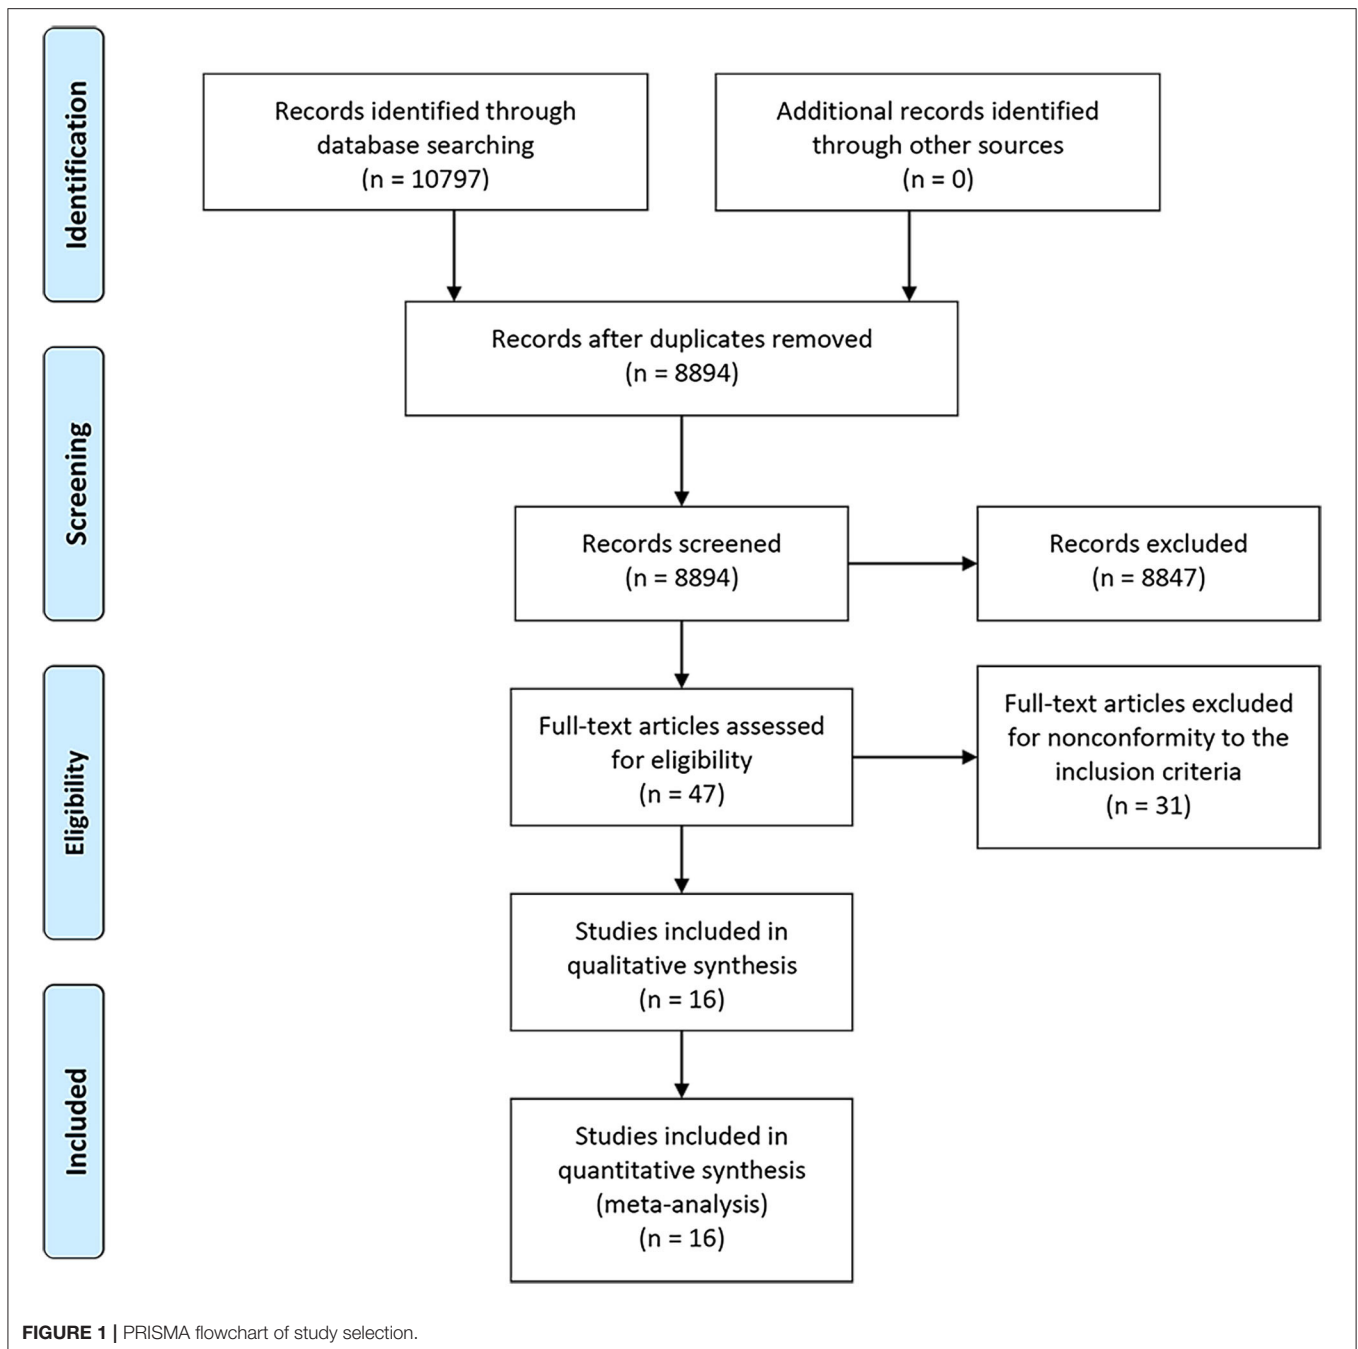 Identification
Records identified through
database searching
(n = 10797)
Additional records identified
through other sources
(n = 0)
Records after duplicates removed
(n = 8894)
Screening
Records screened
(n = 8894)
Records excluded
(n = 8847)
Eligibility
Full-text articles assessed
for eligibility
(n = 47)
Full-text articles excluded
for nonconformity to the
inclusion criteria
(n = 31)
Studies included in
qualitative synthesis
(n = 16)
Included
Studies included in
quantitative synthesis
(meta-analysis)
(n = 16)
FIGURE 1 | PRISMA flowchart of study selection.